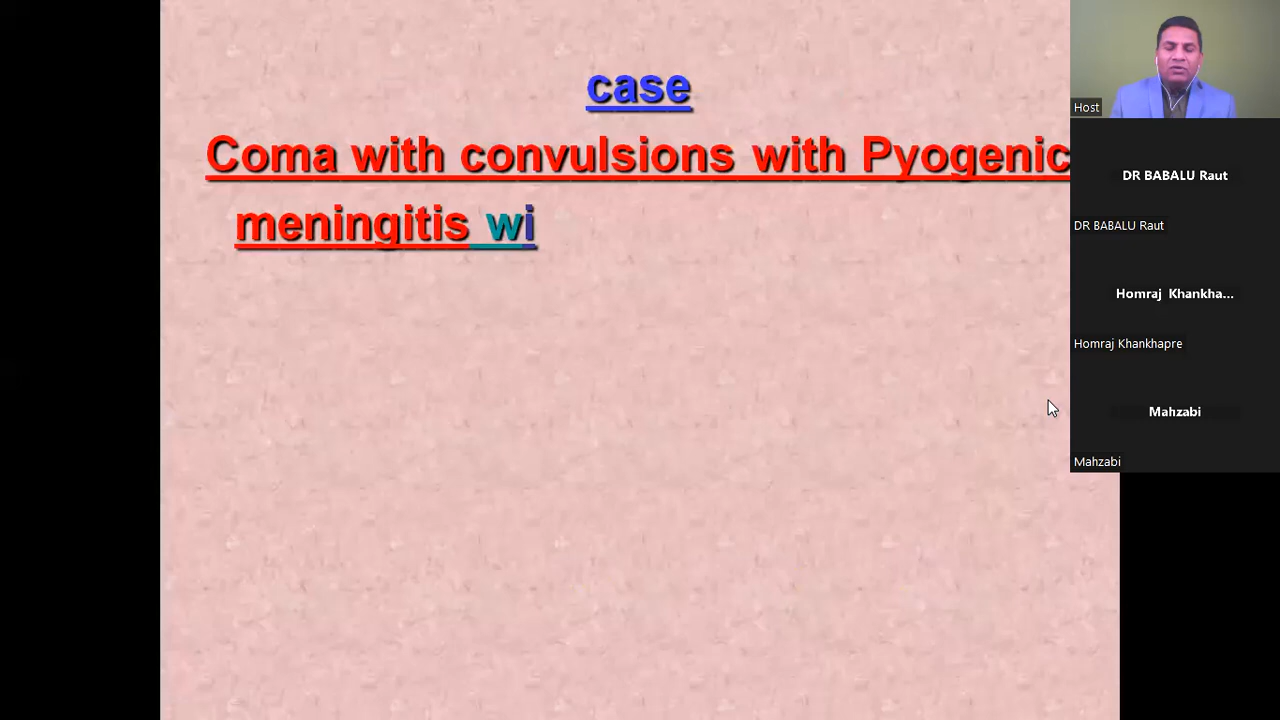 case
Coma with convulsions with Pyogenic
meningitis wi
Host
DR BABALU Raut
DR BABALU Raut
Homraj Khankha...
Homraj Khankhapre
Mahzabi
Mahzabi